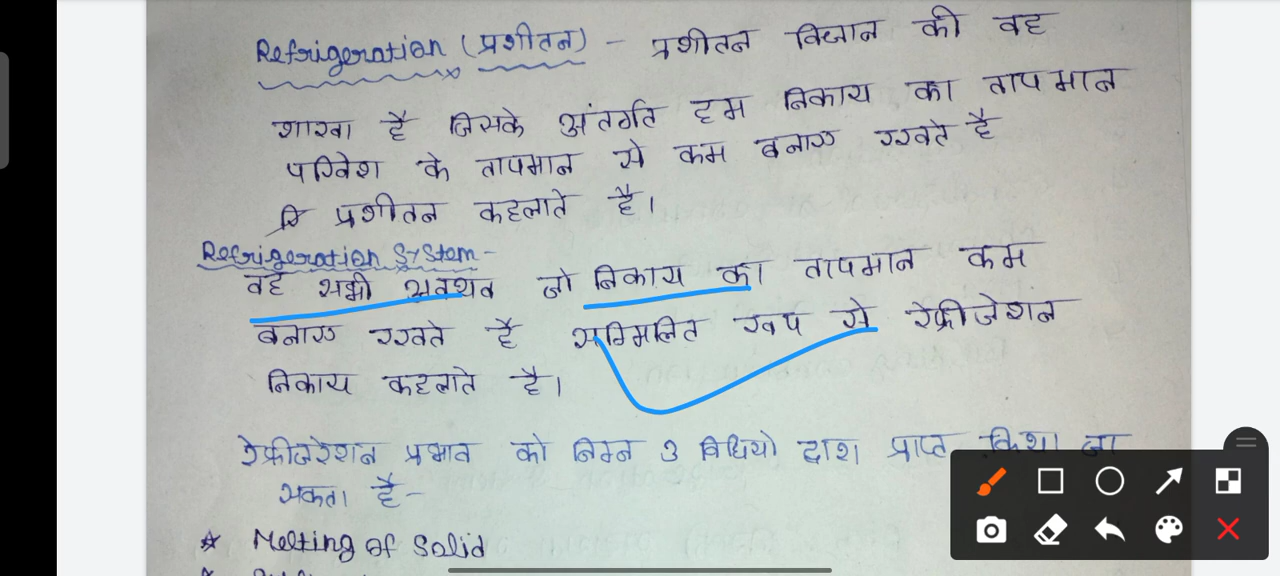 Refrigeration (प्रशीतन) - प्रशीतन विज्ञान की वह
शाखा है जिसके अंतर्गत हम निकाय का तापमान
परिवेश के तापमान से कम बनाए रखते है
प्रशीतन कहलाते है।
Refrigeration System -
वह सभी अवयव जो निकाय का तापमान कम
बनाए रखते है सम्मिलित रूप से रेफ्रीजेशन
निकाय कहलाते है।
रेफ्रीजरेशन प्रभाव को निम्न 3 विधियो द्वारा प्राप्त किया जा
सकता है -
* Melting of Solid